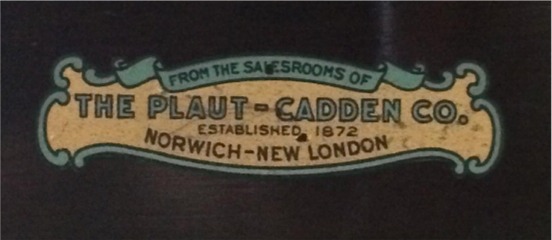 FROM THE SALESROOMS OF
THE PLAUT-CADDEN CO.
ESTABLISHED, 1872
NORWICH-NEW LONDON